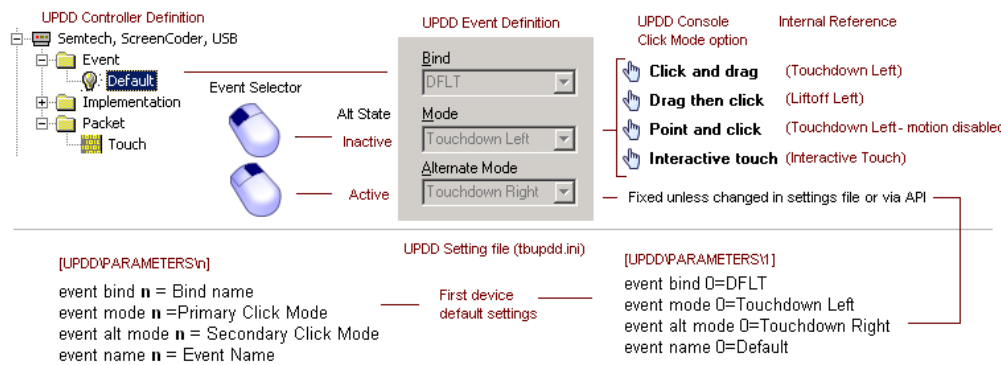 UPDD Controller Definition
Semtech, ScreenCoder, USB
Event
Default
Implementation
Packet
Touch
Event Selector
Alt State
Inactive
Active
UPDD Event Definition
Bind
DFLT
Mode
Touchdown Left
Alternate Mode
Touchdown Right
UPDD Console
Click Mode option
Internal Reference
Click and drag (Touchdown Left)
Drag then click (Liftoff Left)
Point and click (Touchdown Left- motion disabled
Interactive touch (Interactive Touch)
Fixed unless changed in settings file or via API
UPDD Setting file (tbupdd.ini)
[UPDD\PARAMETERS\n]
event bind n = Bind name
event mode n =Primary Click Mode
event alt mode n = Secondary Click Mode
event name n = Event Name
First device
default settings
[UPDD\PARAMETERS\1]
event bind 0=DFLT
event mode 0=Touchdown Left
event alt mode 0=Touchdown Right
event name 0=Default